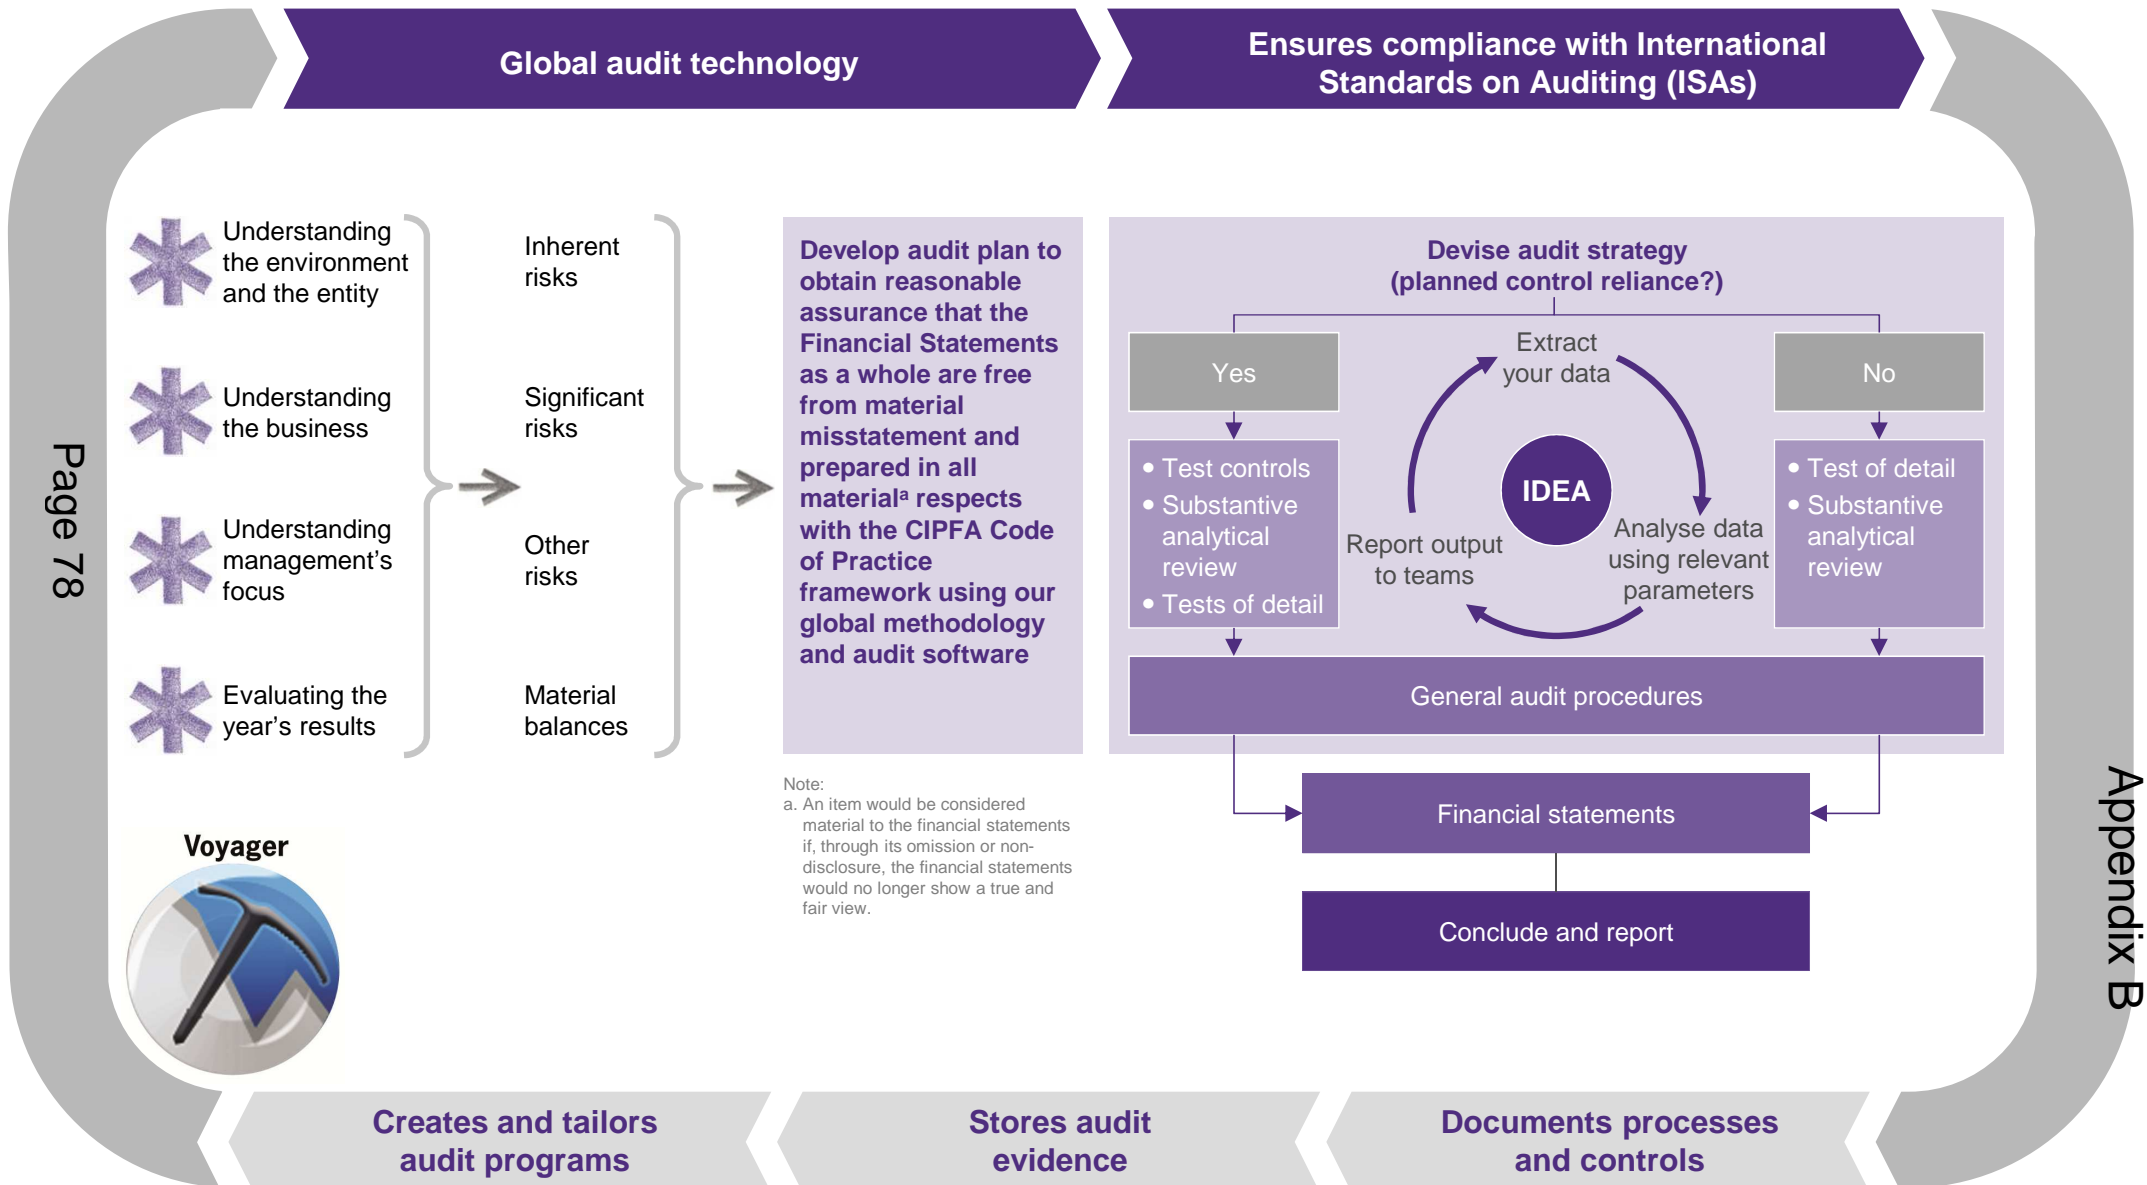 Global audit technology
Ensures compliance with International
Standards on Auditing (ISAs)
Page 78
Understanding
the environment
and the entity
Understanding
the business
Understanding
management’s
focus
Evaluating the
year’s results
Inherent
risks
Significant
risks
Other
risks
Material
balances
Develop audit plan to
obtain reasonable
assurance that the
Financial Statements
as a whole are free
from material
misstatement and
prepared in all
materialᵃ respects
with the CIPFA Code
of Practice
framework using our
global methodology
and audit software
Note:
a. An item would be considered
material to the financial statements
if, through its omission or non-
disclosure, the financial statements
would no longer show a true and
fair view.
Devise audit strategy
(planned control reliance?)
Yes
• Test controls
• Substantive
analytical
review
• Tests of detail
Extract
your data
IDEA
Analyse data
using relevant
parameters
Report output
to teams
No
• Test of detail
• Substantive
analytical
review
General audit procedures
Financial statements
Conclude and report
Voyager
Appendix B
Creates and tailors
audit programs
Stores audit
evidence
Documents processes
and controls